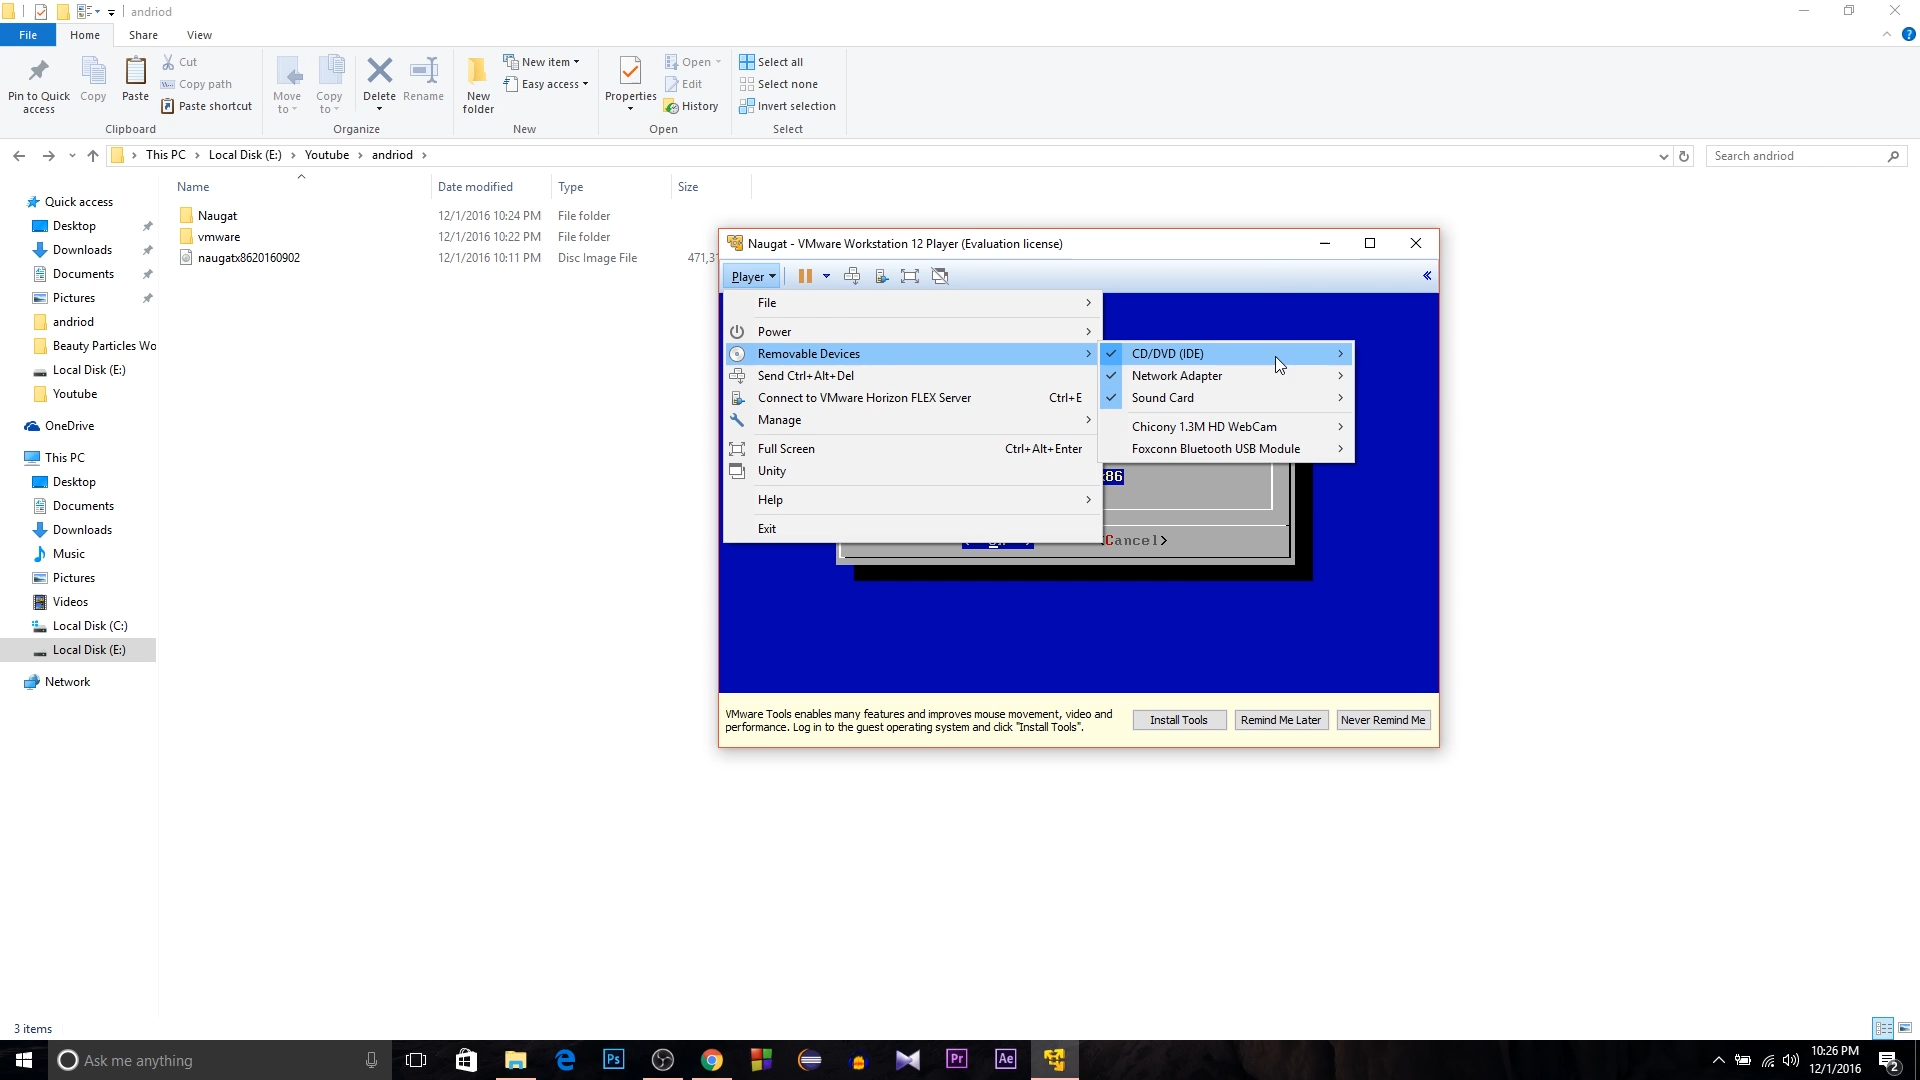 andriod
File
Home
Share
View
Pin to Quick access
Copy
Paste
Cut
Copy path
Paste shortcut
Clipboard
Move to
Copy to
Delete
Rename
Organize
New folder
New item
Easy access
New
Properties
Open
Edit
History
Open
Select all
Select none
Invert selection
Select
This PC
Local Disk (E:)
Youtube
andriod
Search andriod
Name
Date modified
Type
Size
Naugat
12/1/2016 10:24 PM
File folder
vmware
12/1/2016 10:22 PM
File folder
naugatx8620160902
12/1/2016 10:11 PM
Disc Image File
Quick access
Desktop
Downloads
Documents
Pictures
andriod
Beauty Particles Wo
Local Disk (E:)
Youtube
OneDrive
This PC
Desktop
Documents
Downloads
Music
Pictures
Videos
Local Disk (C:)
Local Disk (E:)
Network
Naugat - VMware Workstation 12 Player (Evaluation license)
Player
File
Power
Removable Devices
Send Ctrl+Alt+Del
Connect to VMware Horizon FLEX Server Ctrl+E
Manage
Full Screen Ctrl+Alt+Enter
Unity
Help
Exit
CD/DVD (IDE)
Network Adapter
Sound Card
Chicony 1.3M HD WebCam
Foxconn Bluetooth USB Module
86
Cancel>
VMware Tools enables many features and improves mouse movement, video and
performance. Log in to the guest operating system and click "Install Tools".
Install Tools
Remind Me Later
Never Remind Me
3 items
Ask me anything
Ps
Pr
Ae
10:26 PM
12/1/2016
2